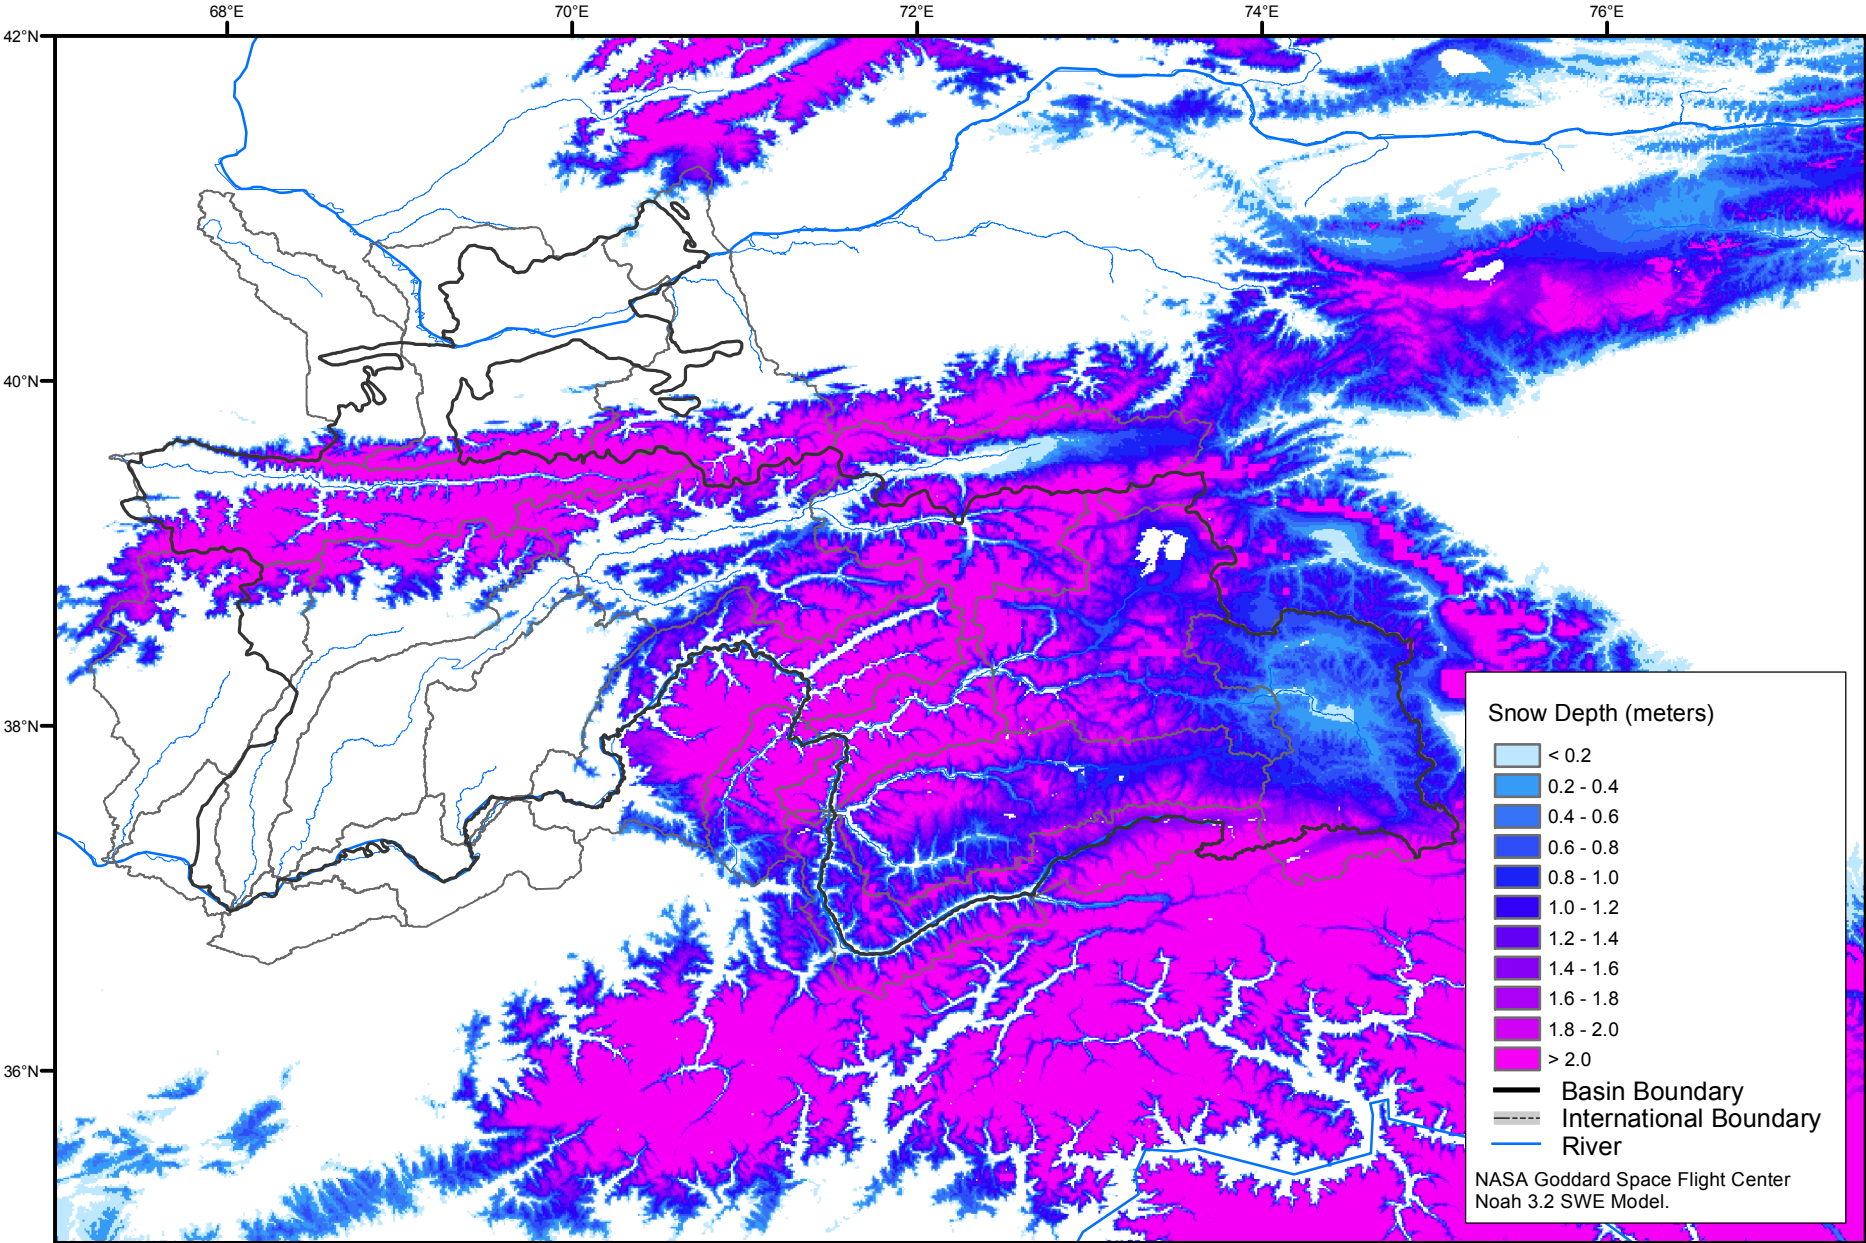 68°E 70°E 72°E 74°E 76°E
42°N
40°N
38°N
36°N
Snow Depth (meters)
< 0.2
0.2 - 0.4
0.4 - 0.6
0.6 - 0.8
0.8 - 1.0
1.0 - 1.2
1.2 - 1.4
1.4 - 1.6
1.6 - 1.8
1.8 - 2.0
> 2.0
Basin Boundary
International Boundary
River
NASA Goddard Space Flight Center
Noah 3.2 SWE Model.